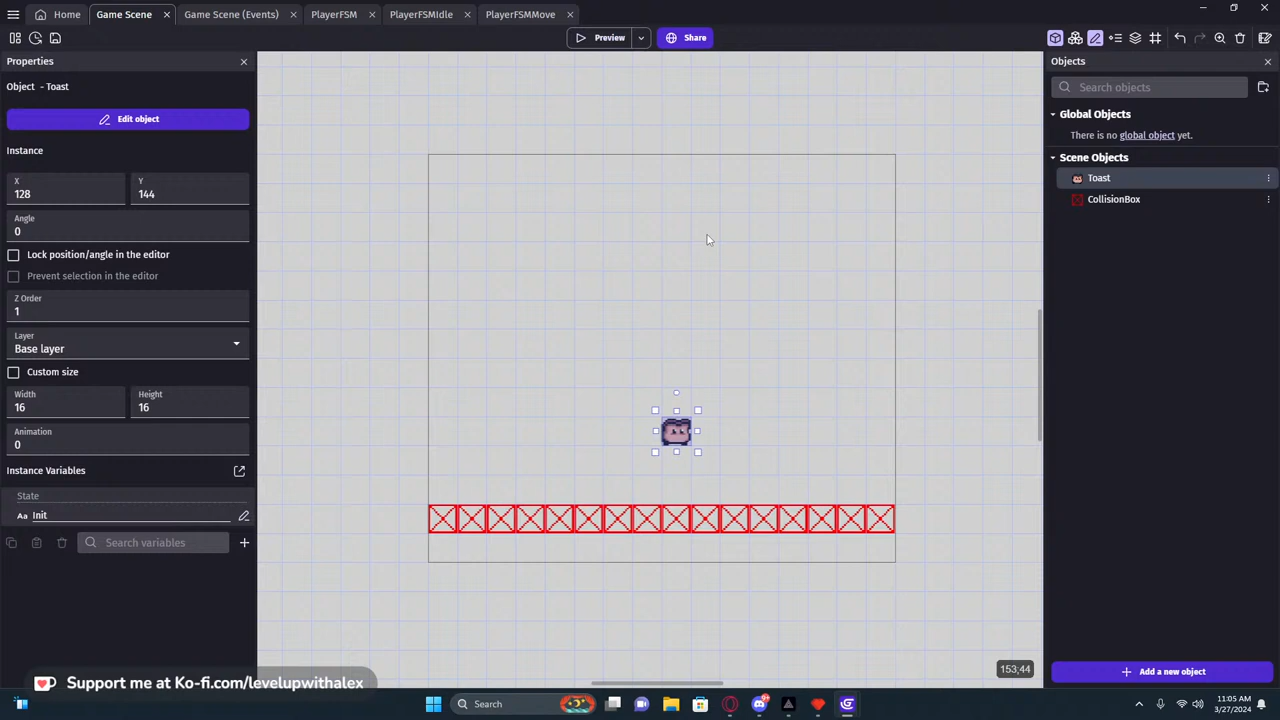 Home
Game Scene
Game Scene (Events)
PlayerFSM
PlayerFSMIdle
PlayerFSMMove
Preview
Share
Properties
Object - Toast
Edit object
Instance
X
128
Y
144
Angle
0
Lock position/angle in the editor
Prevent selection in the editor
Z Order
1
Layer
Base layer
Custom size
Width
16
Height
16
Animation
0
Instance Variables
State
Aa Init
Search variables
Objects
Search objects
Global Objects
There is no global object yet.
Scene Objects
Toast
CollisionBox
153;44
Add a new object
Support me at Ko-fi.com/levelupwithalex
Search
11:05 AM
3/27/2024